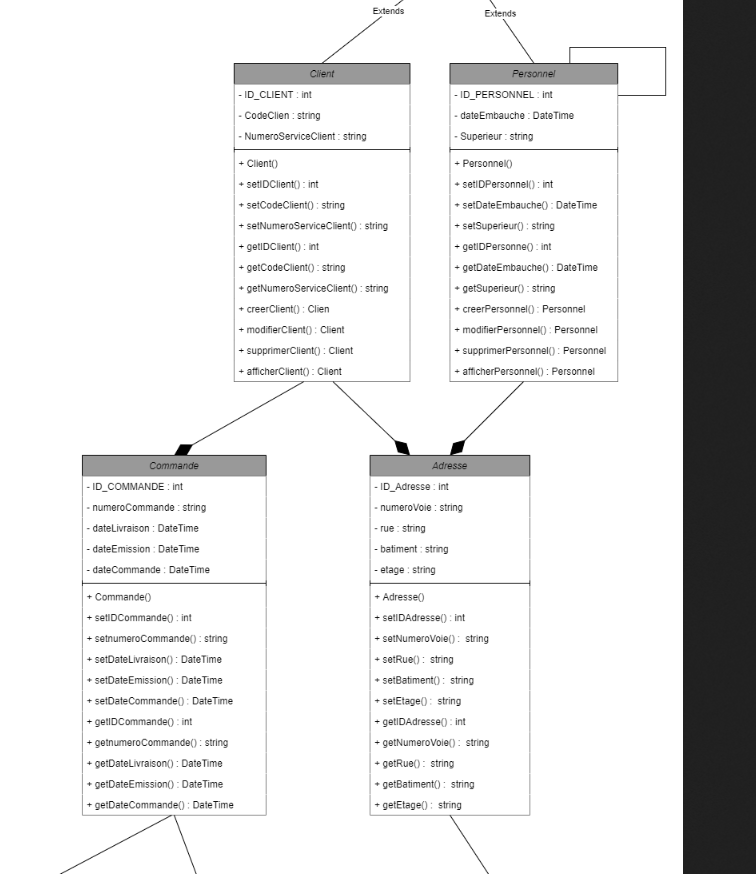 Extends
Extends
Client
- ID_CLIENT : int
- CodeClien : string
- NumeroServiceClient : string
+ Client()
+ setIDClient() : int
+ setCodeClient() : string
+ setNumeroServiceClient() : string
+ getIDClient() : int
+ getCodeClient() : string
+ getNumeroServiceClient() : string
+ creerClient() : Clien
+ modifierClient() : Client
+ supprimerClient() : Client
+ afficherClient() : Client
Personnel
- ID_PERSONNEL : int
- dateEmbauche : DateTime
- Superieur : string
+ Personnel()
+ setIDPersonnel() : int
+ setDateEmbauche() : DateTime
+ setSuperieur() : string
+ getIDPersonne() : int
+ getDateEmbauche() : DateTime
+ getSuperieur() : string
+ creerPersonnel() : Personnel
+ modifierPersonnel() : Personnel
+ supprimerPersonnel() : Personnel
+ afficherPersonnel() : Personnel
Commande
- ID_COMMANDE : int
- numeroCommande : string
- dateLivraison : DateTime
- dateEmission : DateTime
- dateCommande : DateTime
+ Commande()
+ setIDCommande() : int
+ setnumeroCommande() : string
+ setDateLivraison() : DateTime
+ setDateEmission() : DateTime
+ setDateCommande() : DateTime
+ getIDCommande() : int
+ getnumeroCommande() : string
+ getDateLivraison() : DateTime
+ getDateEmission() : DateTime
+ getDateCommande() : DateTime
Adresse
- ID_Adresse : int
- numeroVoie : string
- rue : string
- batiment : string
- etage : string
+ Adresse()
+ setIDAdresse() : int
+ setNumeroVoie() : string
+ setRue() : string
+ setBatiment() : string
+ setEtage() : string
+ getIDAdresse() : int
+ getNumeroVoie() : string
+ getRue() : string
+ getBatiment() : string
+ getEtage() : string